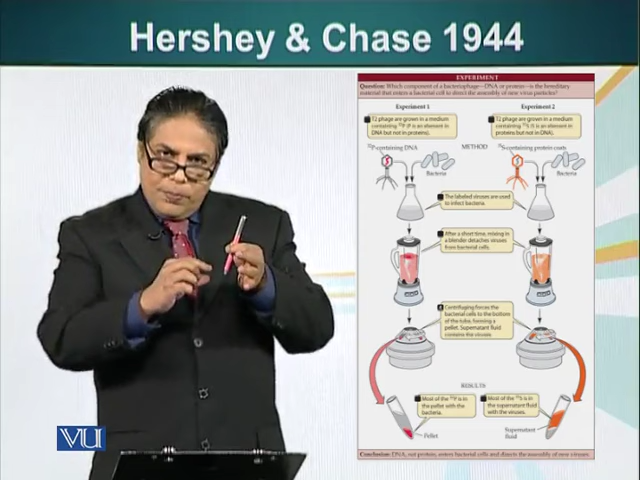 Hershey & Chase 1944
EXPERIMENT
Question: Which component of a bacteriophage—DNA or protein—is the hereditary
material that enters a bacterial cell to direct the assembly of new virus particles?
Experiment 1
Experiment 2
T2 phage are grown in a medium
containing ³²P (P is an element in
DNA but not in proteins).
T2 phage are grown in a medium
containing ³⁵S (S is an element in
proteins but not in DNA).
³²P-containing DNA
METHOD
³⁵S-containing protein coats
Bacteria
Bacteria
The labeled viruses are used
to infect bacteria.
After a short time, mixing in
a blender detaches viruses
from bacterial cells.
Centrifuging forces the
bacterial cells to the bottom
of the tube, forming a
pellet. Supernatant fluid
contains the viruses.
RESULTS
Most of the ³²P is in
the pellet with the
bacteria.
Most of the ³⁵S is in
the supernatant fluid
with the viruses.
Pellet
Supernatant
fluid
Conclusion: DNA, not protein, enters bacterial cells and directs the assembly of new viruses.
VU